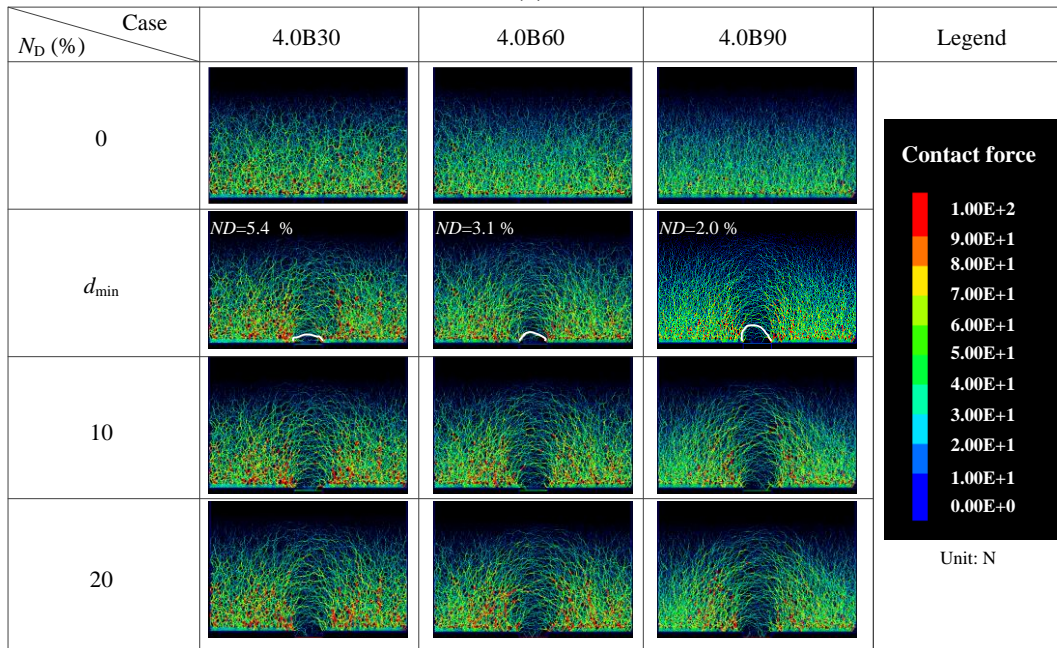 Case
N_D (%)
4.0B30
4.0B60
4.0B90
Legend
0
d_min
ND=5.4 %
ND=3.1 %
ND=2.0 %
10
20
Contact force
1.00E+2
9.00E+1
8.00E+1
7.00E+1
6.00E+1
5.00E+1
4.00E+1
3.00E+1
2.00E+1
1.00E+1
0.00E+0
Unit: N